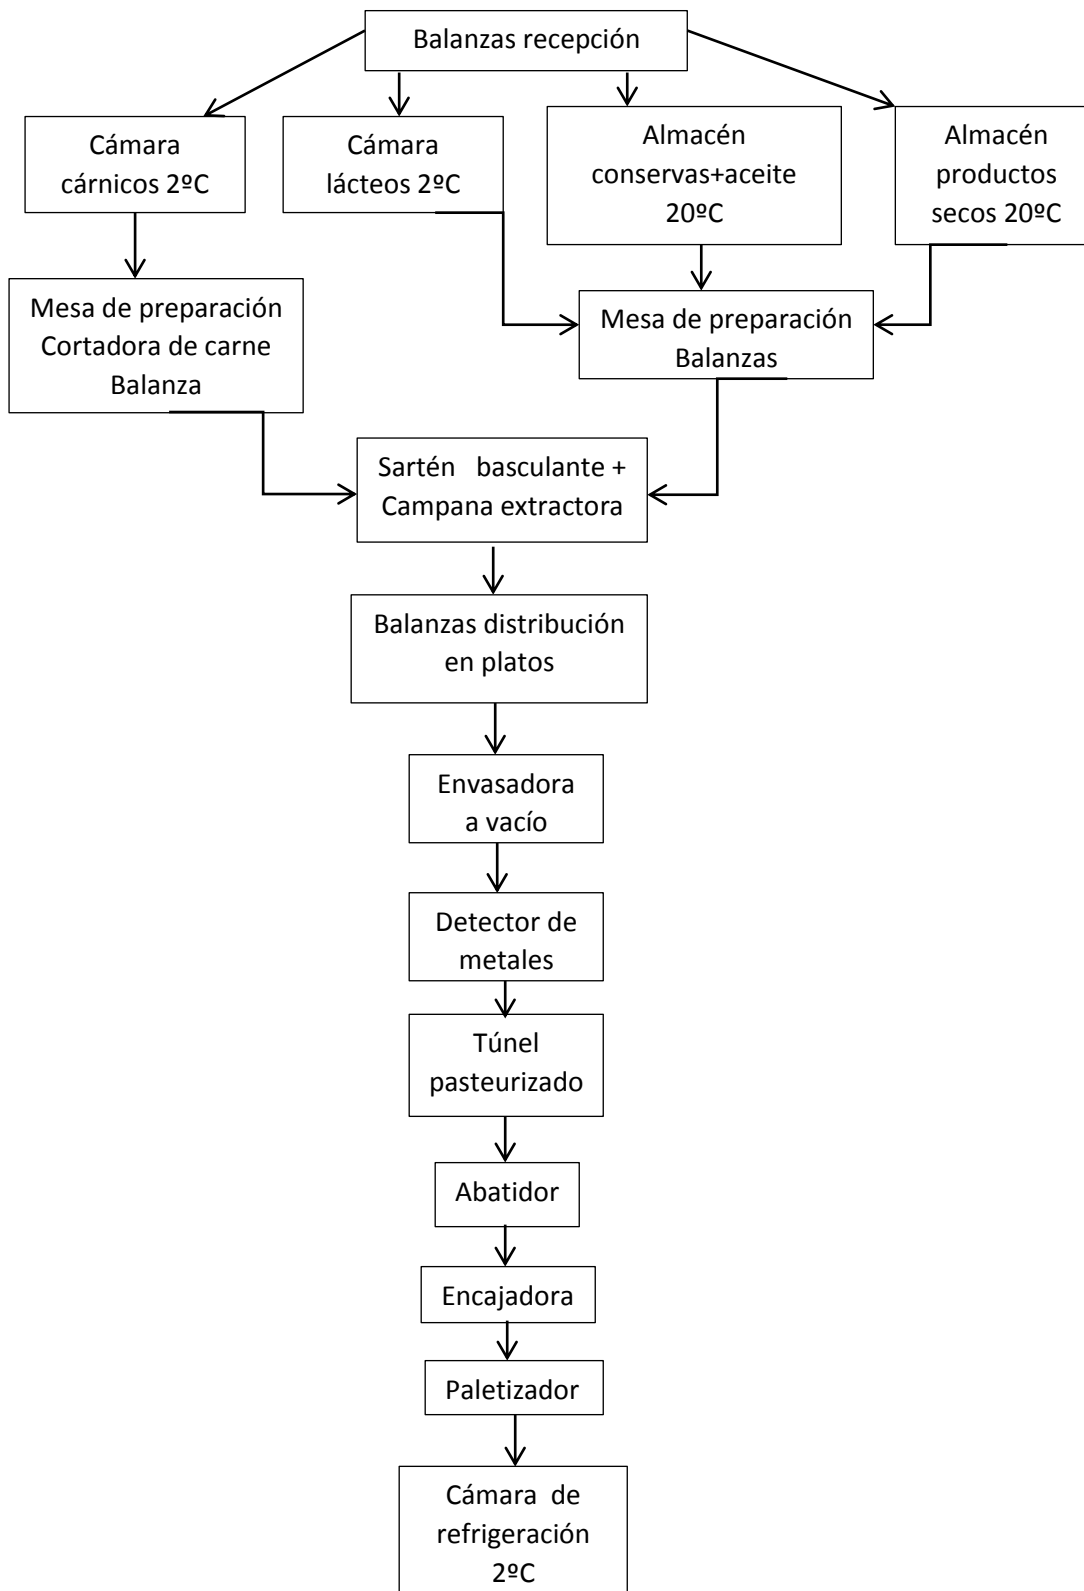 Balanzas recepción
Cámara
cárnicos 2ºC
Cámara
lácteos 2ºC
Almacén
conservas+aceite
20ºC
Almacén
productos
secos 20ºC
Mesa de preparación
Cortadora de carne
Balanza
Mesa de preparación
Balanzas
Sartén basculante +
Campana extractora
Balanzas distribución
en platos
Envasadora
a vacío
Detector de
metales
Túnel
pasteurizado
Abatidor
Encajadora
Paletizador
Cámara de
refrigeración
2ºC